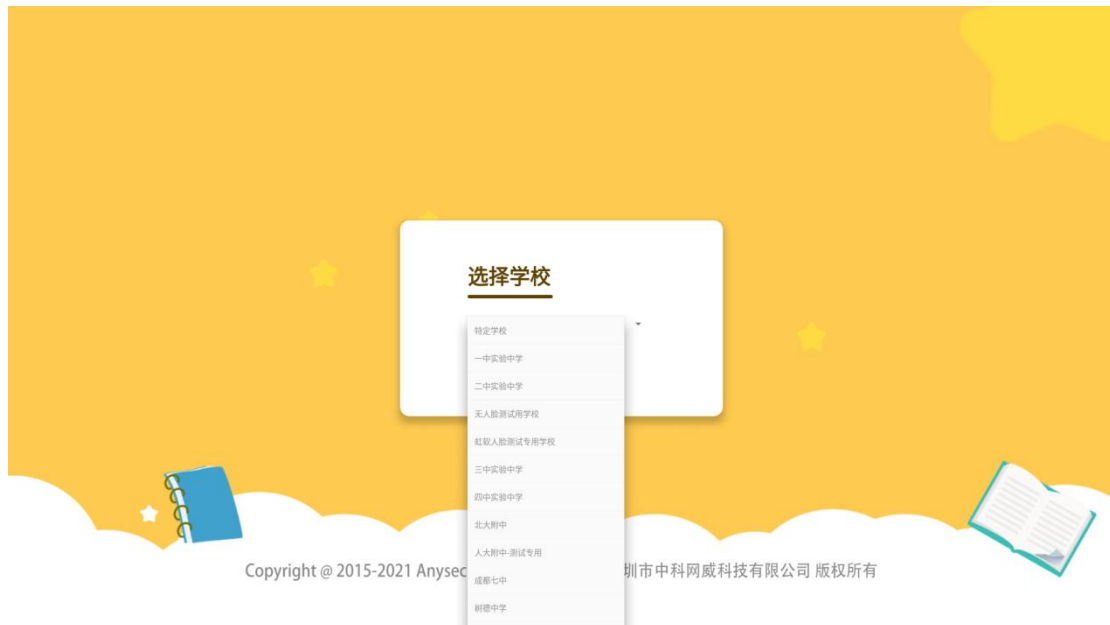 选择学校
特定学校
一中实验中学
二中实验中学
无人脸测试用学校
虹软人脸测试专用学校
三中实验中学
四中实验中学
北大附中
人大附中-测试专用
Copyright @ 2015-2021 Anysec 圳市中科网威科技有限公司 版权所有
成都七中
树德中学